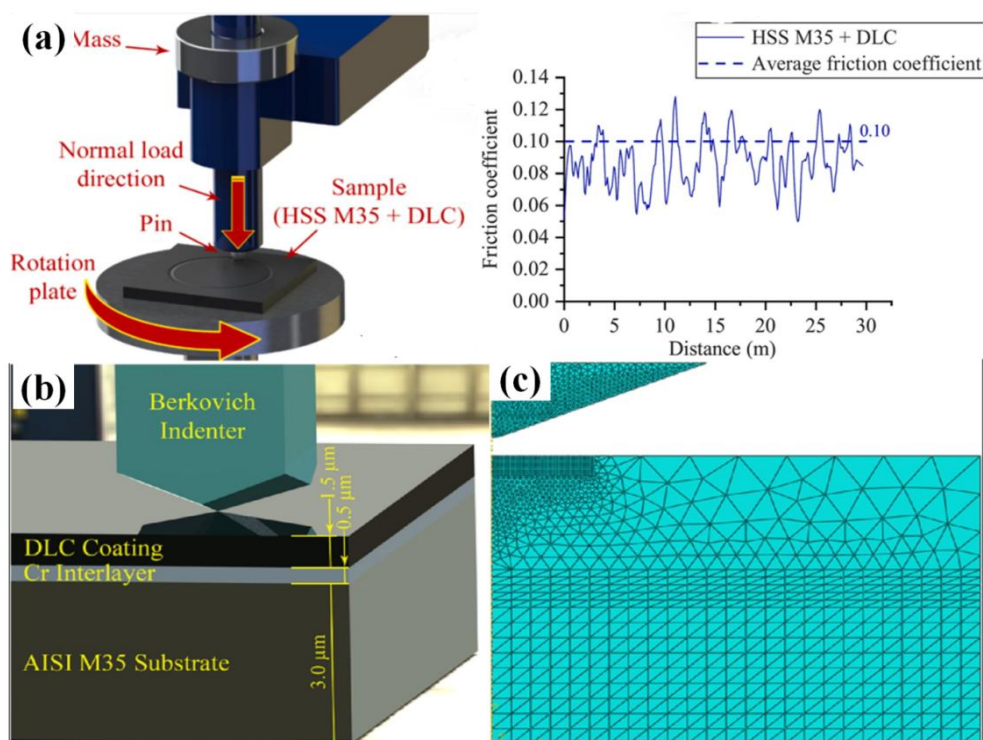 (a)
Mass
Normal load
direction
Pin
Sample
(HSS M35 + DLC)
Rotation
plate
HSS M35 + DLC
Average friction coefficient
Friction coefficient
0.14
0.12
0.10
0.08
0.06
0.04
0.02
0.00
0.10
0
5
10
15
20
25
30
Distance (m)
(b)
Berkovich
Indenter
1.5 μm
0.5 μm
DLC Coating
Cr Interlayer
AISI M35 Substrate
3.0 μm
(c)